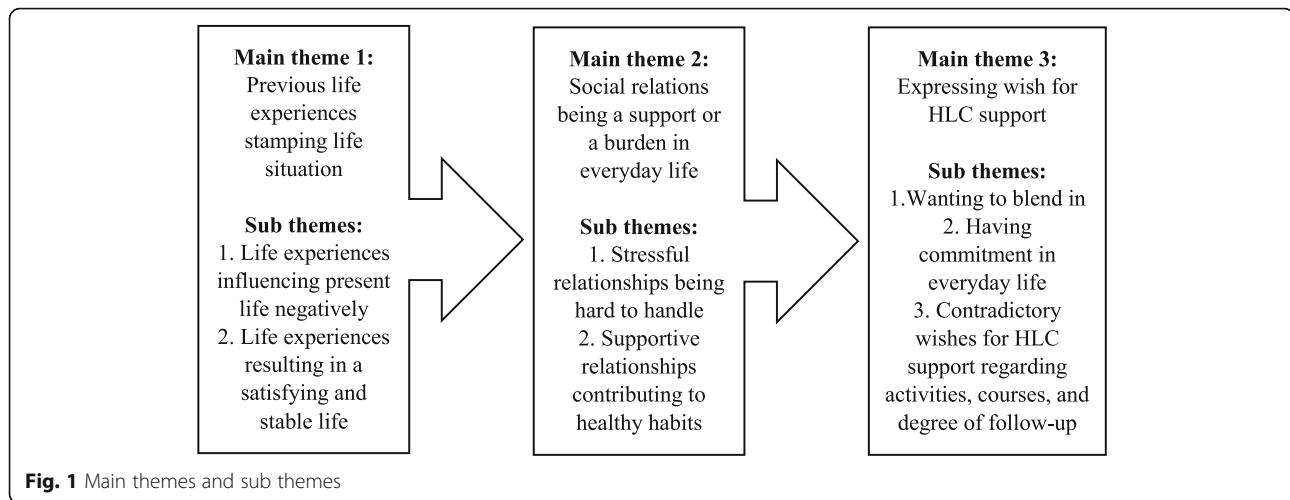 Main theme 1:
Previous life
experiences
stamping life
situation
Sub themes:
1. Life experiences
influencing present
life negatively
2. Life experiences
resulting in a
satisfying and
stable life
Main theme 2:
Social relations
being a support or
a burden in
everyday life
Sub themes:
1. Stressful
relationships being
hard to handle
2. Supportive
relationships
contributing to
healthy habits
Main theme 3:
Expressing wish for
HLC support
Sub themes:
1.Wanting to blend in
2. Having
commitment in
everyday life
3. Contradictory
wishes for HLC
support regarding
activities, courses, and
degree of follow-up
Fig. 1 Main themes and sub themes